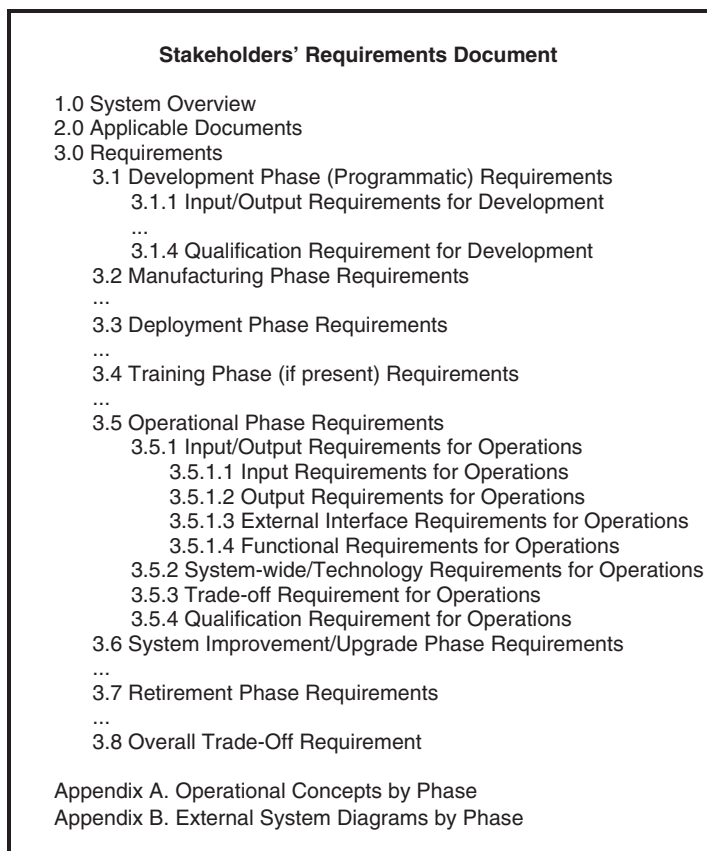 Stakeholders’ Requirements Document
1.0 System Overview
2.0 Applicable Documents
3.0 Requirements
3.1 Development Phase (Programmatic) Requirements
3.1.1 Input/Output Requirements for Development
...
3.1.4 Qualification Requirement for Development
3.2 Manufacturing Phase Requirements
...
3.3 Deployment Phase Requirements
...
3.4 Training Phase (if present) Requirements
...
3.5 Operational Phase Requirements
3.5.1 Input/Output Requirements for Operations
3.5.1.1 Input Requirements for Operations
3.5.1.2 Output Requirements for Operations
3.5.1.3 External Interface Requirements for Operations
3.5.1.4 Functional Requirements for Operations
3.5.2 System-wide/Technology Requirements for Operations
3.5.3 Trade-off Requirement for Operations
3.5.4 Qualification Requirement for Operations
3.6 System Improvement/Upgrade Phase Requirements
...
3.7 Retirement Phase Requirements
...
3.8 Overall Trade-Off Requirement
Appendix A. Operational Concepts by Phase
Appendix B. External System Diagrams by Phase